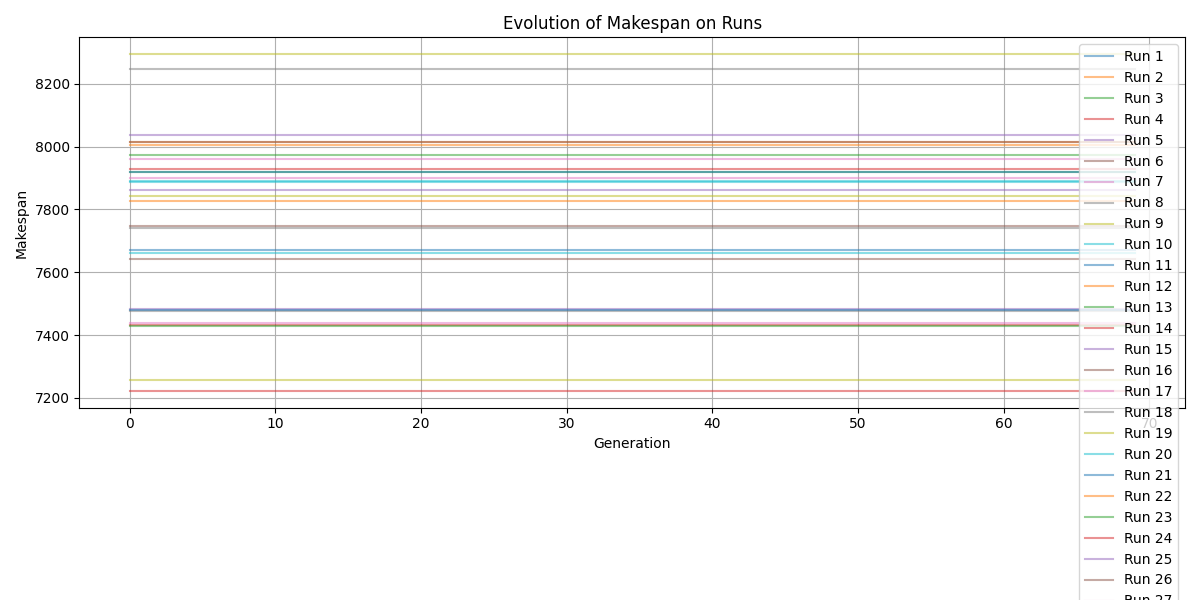 Evolution of Makespan on Runs
Makespan
8200
8000
7800
7600
7400
7200
0
10
20
30
40
50
60
70
Generation
Run 1
Run 2
Run 3
Run 4
Run 5
Run 6
Run 7
Run 8
Run 9
Run 10
Run 11
Run 12
Run 13
Run 14
Run 15
Run 16
Run 17
Run 18
Run 19
Run 20
Run 21
Run 22
Run 23
Run 24
Run 25
Run 26
Run 27